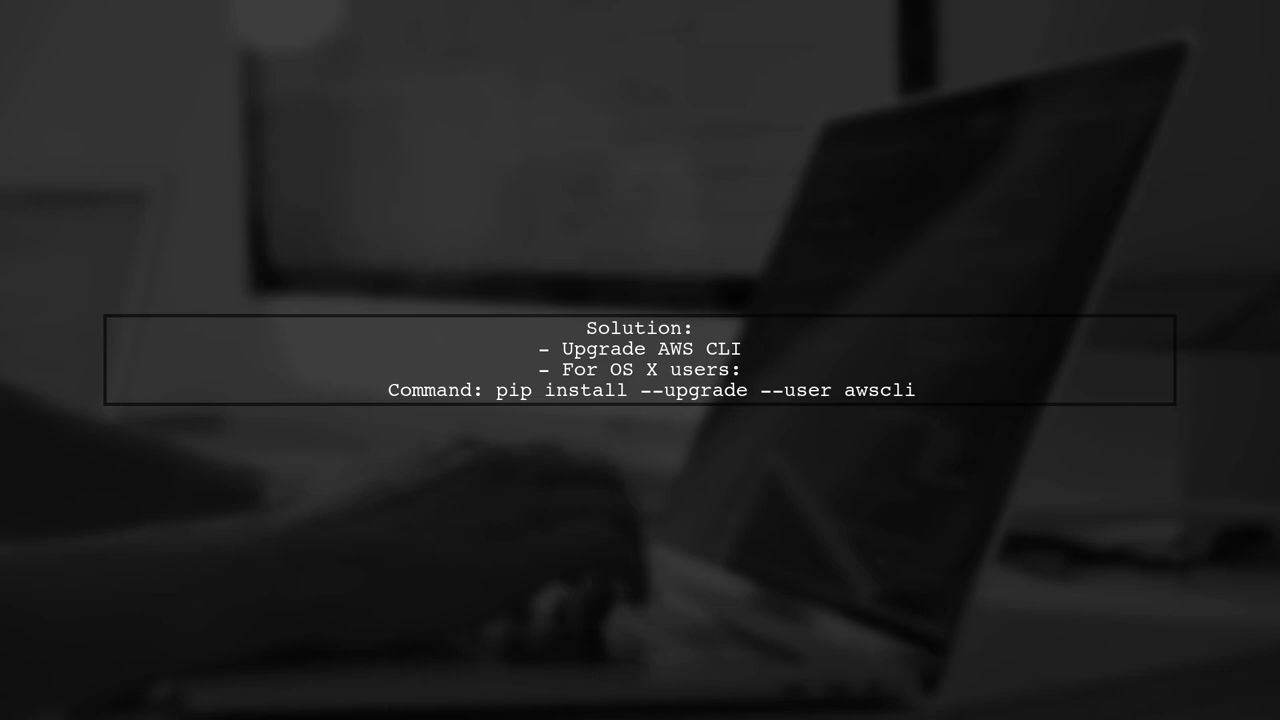 Solution:
- Upgrade AWS CLI
- For OS X users:
Command: pip install --upgrade --user awscli